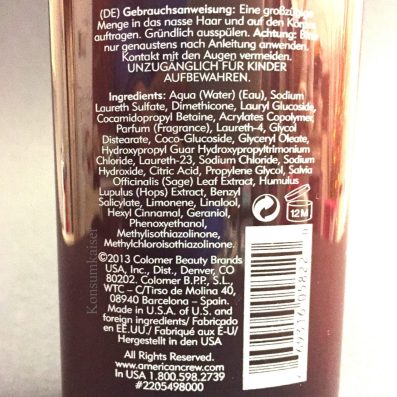 (DE) Gebrauchsanweisung: Eine großzügige
Menge in das nasse Haar und auf den Körper
auftragen. Gründlich ausspülen. Achtung: Bitte
nur genaustens nach Anleitung anwenden.
Kontakt mit den Augen vermeiden.
UNZUGÄNGLICH FÜR KINDER
AUFBEWAHREN.
Ingredients: Aqua (Water) (Eau), Sodium
Laureth Sulfate, Dimethicone, Lauryl Glucoside,
Cocamidopropyl Betaine, Acrylates Copolymer,
Parfum (Fragrance), Laureth-4, Glycol
Distearate, Coco-Glucoside, Glyceryl Oleate,
Hydroxypropyl Guar Hydroxypropyltrimonium
Chloride, Laureth-23, Sodium Chloride, Sodium
Hydroxide, Citric Acid, Propylene Glycol, Salvia
Officinalis (Sage) Leaf Extract, Humulus
Lupulus (Hops) Extract, Benzyl
Salicylate, Limonene, Linalool,
Hexyl Cinnamal, Geraniol,
Phenoxyethanol,
Methylisothiazolinone,
Methylchloroisothiazolinone.
12M
©2013 Colomer Beauty Brands
USA, Inc., Dist., Denver, CO
80202. Colomer B.P.P., S.L.
WTC – C/Tirso de Molina 40,
08940 Barcelona – Spain.
Made in U.S.A. of U.S. and
foreign ingredients/ Fabricado
en EE.UU./ Fabriqué en É-U/
Hergestellt in den USA
All Rights Reserved.
www.americancrew.com
In USA 1.800.598.2739
#2205498000
Konsumkaiser